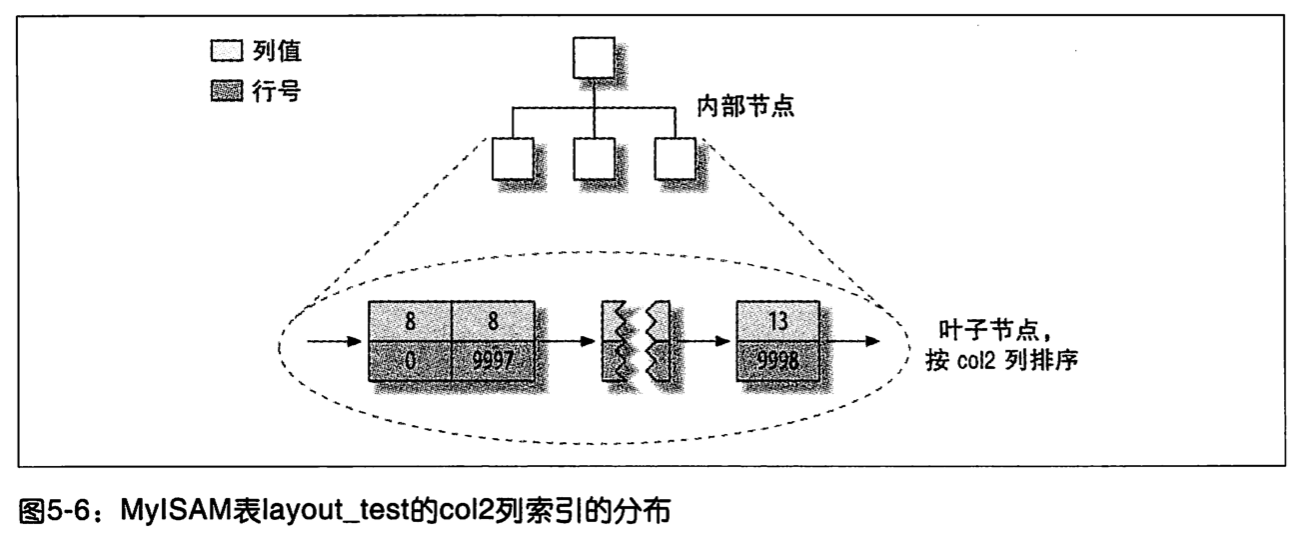 列值
行号
内部节点
8 8
0 9997
13
9998
叶子节点，
按 col2 列排序
图5-6：MyISAM表layout_test的col2列索引的分布